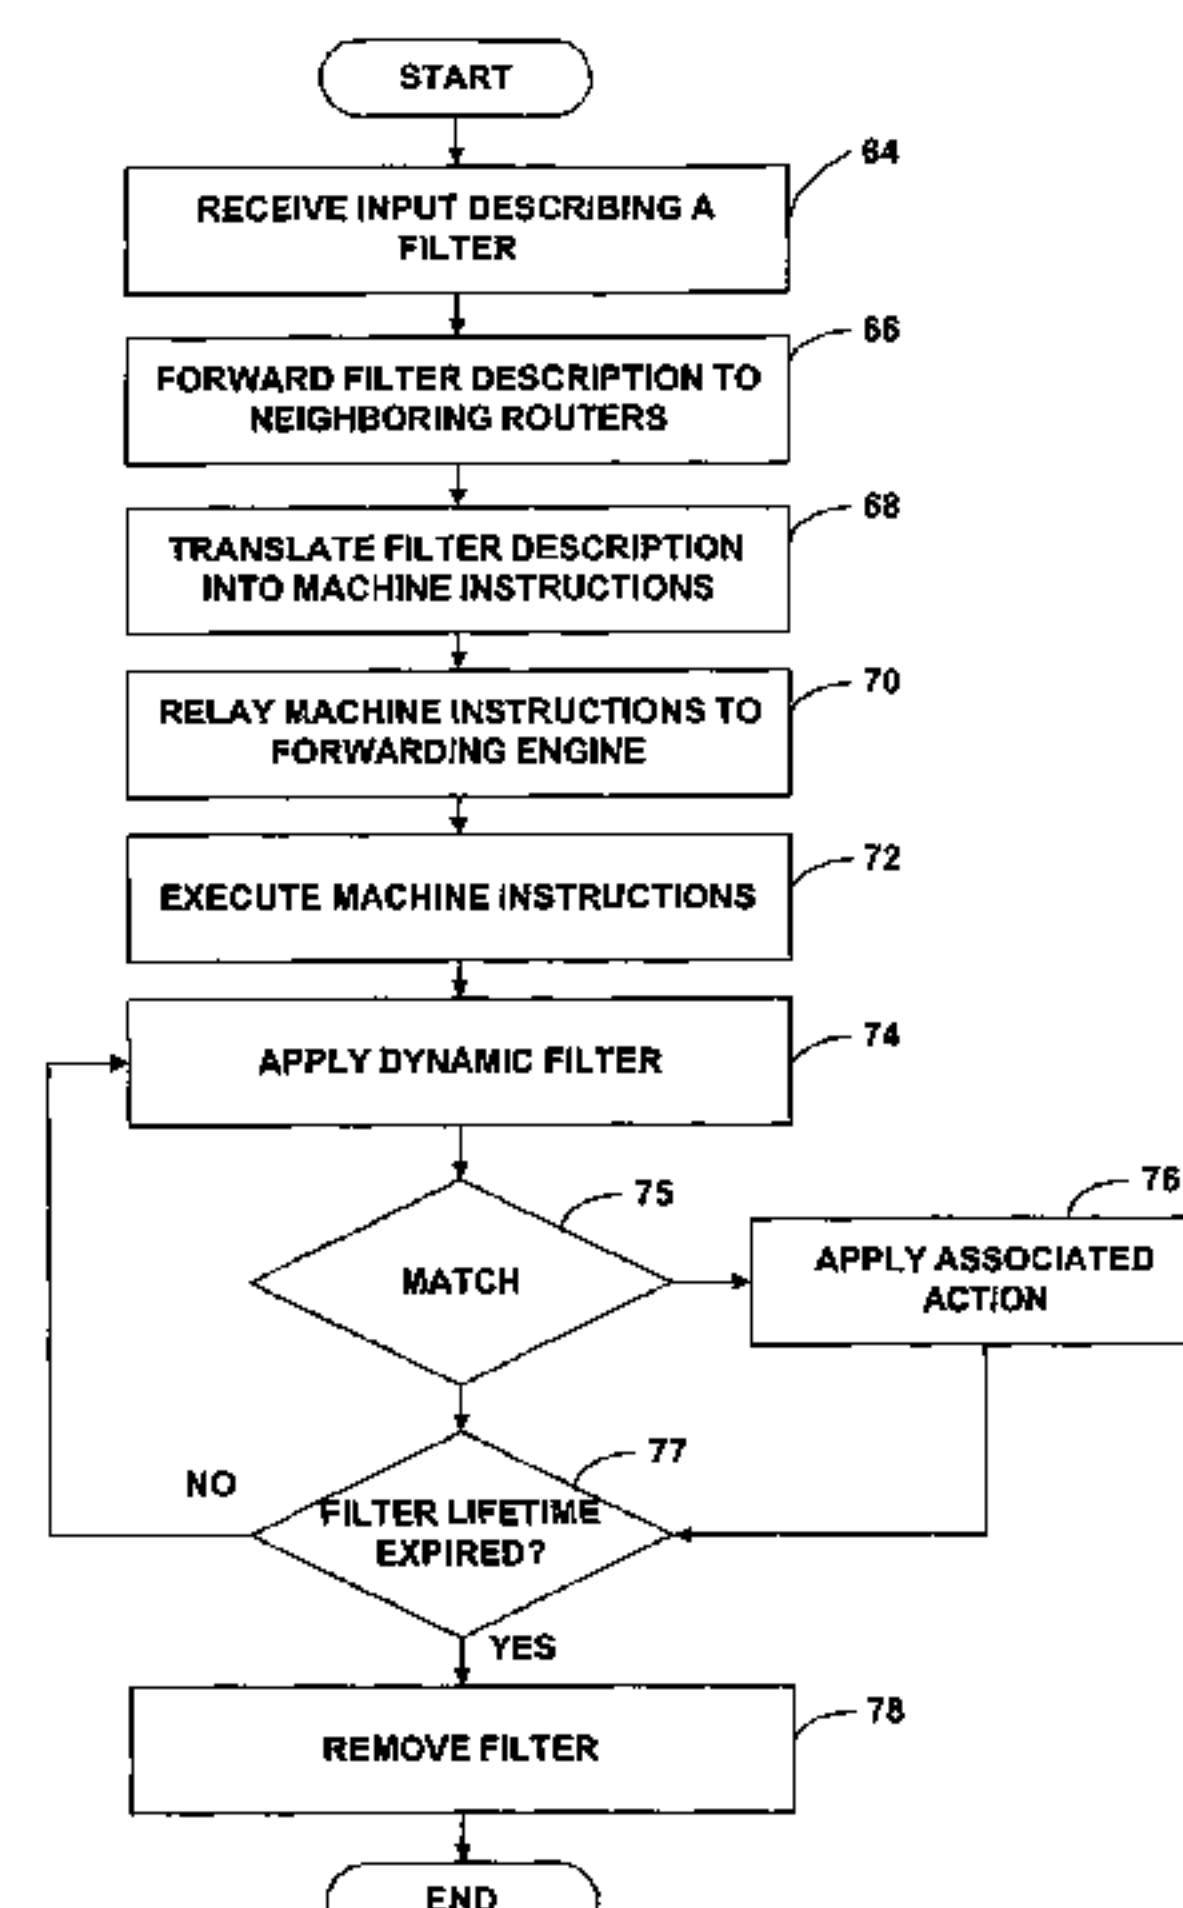 START
64
RECEIVE INPUT DESCRIBING A
FILTER
66
FORWARD FILTER DESCRIPTION TO
NEIGHBORING ROUTERS
68
TRANSLATE FILTER DESCRIPTION
INTO MACHINE INSTRUCTIONS
70
RELAY MACHINE INSTRUCTIONS TO
FORWARDING ENGINE
72
EXECUTE MACHINE INSTRUCTIONS
74
APPLY DYNAMIC FILTER
75
76
MATCH
APPLY ASSOCIATED
ACTION
77
NO
FILTER LIFETIME
EXPIRED?
YES
78
REMOVE FILTER
END